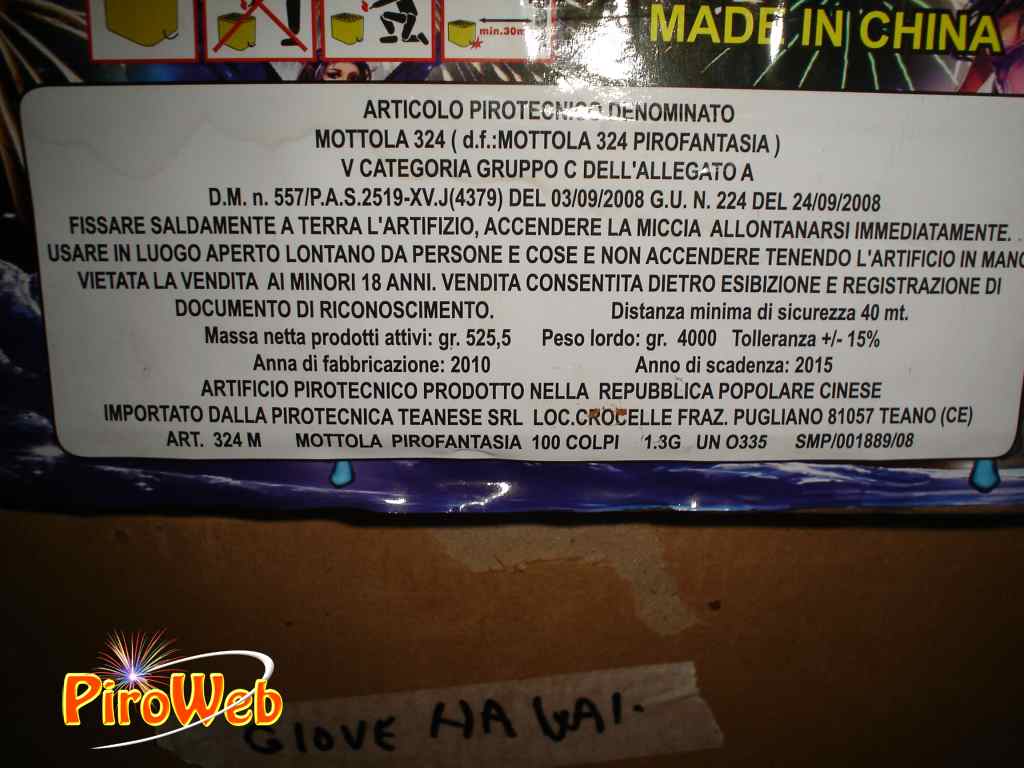 min.30m
MADE IN CHINA
ARTICOLO PIROTECNICO DENOMINATO
MOTTOLA 324 ( d.f.:MOTTOLA 324 PIROFANTASIA )
V CATEGORIA GRUPPO C DELL'ALLEGATO A
D.M. n. 557/P.A.S.2519-XV.J(4379) DEL 03/09/2008 G.U. N. 224 DEL 24/09/2008
FISSARE SALDAMENTE A TERRA L'ARTIFIZIO, ACCENDERE LA MICCIA ALLONTANARSI IMMEDIATAMENTE.
USARE IN LUOGO APERTO LONTANO DA PERSONE E COSE E NON ACCENDERE TENENDO L'ARTIFICIO IN MANO
VIETATA LA VENDITA AI MINORI 18 ANNI. VENDITA CONSENTITA DIETRO ESIBIZIONE E REGISTRAZIONE DI
DOCUMENTO DI RICONOSCIMENTO. Distanza minima di sicurezza 40 mt.
Massa netta prodotti attivi: gr. 525,5 Peso lordo: gr. 4000 Tolleranza +/- 15%
Anna di fabbricazione: 2010 Anno di scadenza: 2015
ARTIFICIO PIROTECNICO PRODOTTO NELLA REPUBBLICA POPOLARE CINESE
IMPORTATO DALLA PIROTECNICA TEANESE SRL LOC.CROCELLE FRAZ. PUGLIANO 81057 TEANO (CE)
ART. 324 M MOTTOLA PIROFANTASIA 100 COLPI 1.3G UN O335 SMP/001889/08
PiroWeb
GIOVE HA WAI.